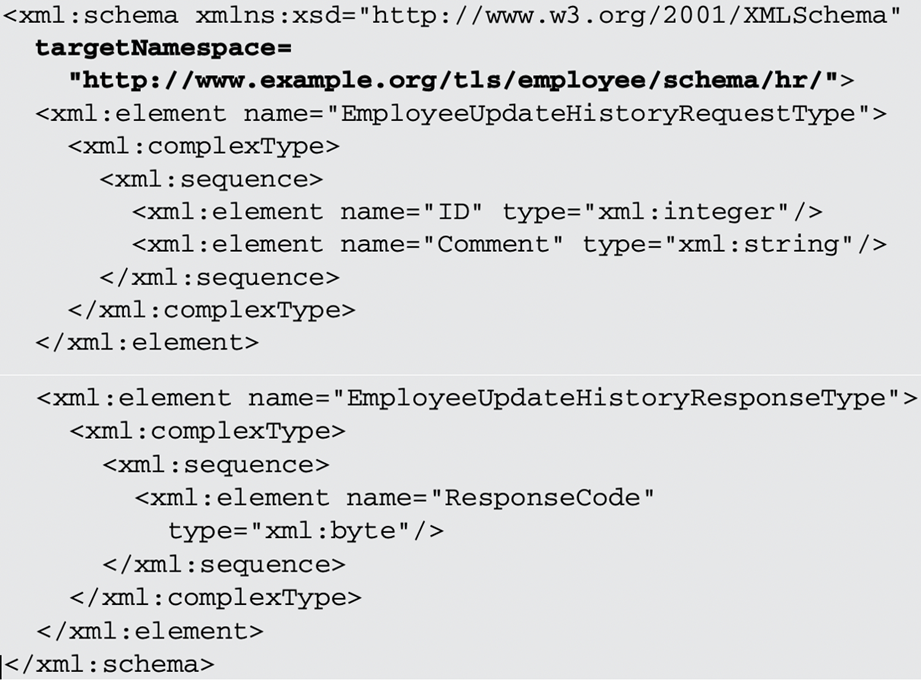 <xml:schema xmlns:xsd="http://www.w3.org/2001/XMLSchema"
targetNamespace=
"http://www.example.org/tls/employee/schema/hr/">
<xml:element name="EmployeeUpdateHistoryRequestType">
<xml:complexType>
<xml:sequence>
<xml:element name="ID" type="xml:integer"/>
<xml:element name="Comment" type="xml:string"/>
</xml:sequence>
</xml:complexType>
</xml:element>
<xml:element name="EmployeeUpdateHistoryResponseType">
<xml:complexType>
<xml:sequence>
<xml:element name="ResponseCode"
type="xml:byte"/>
</xml:sequence>
</xml:complexType>
</xml:element>
</xml:schema>